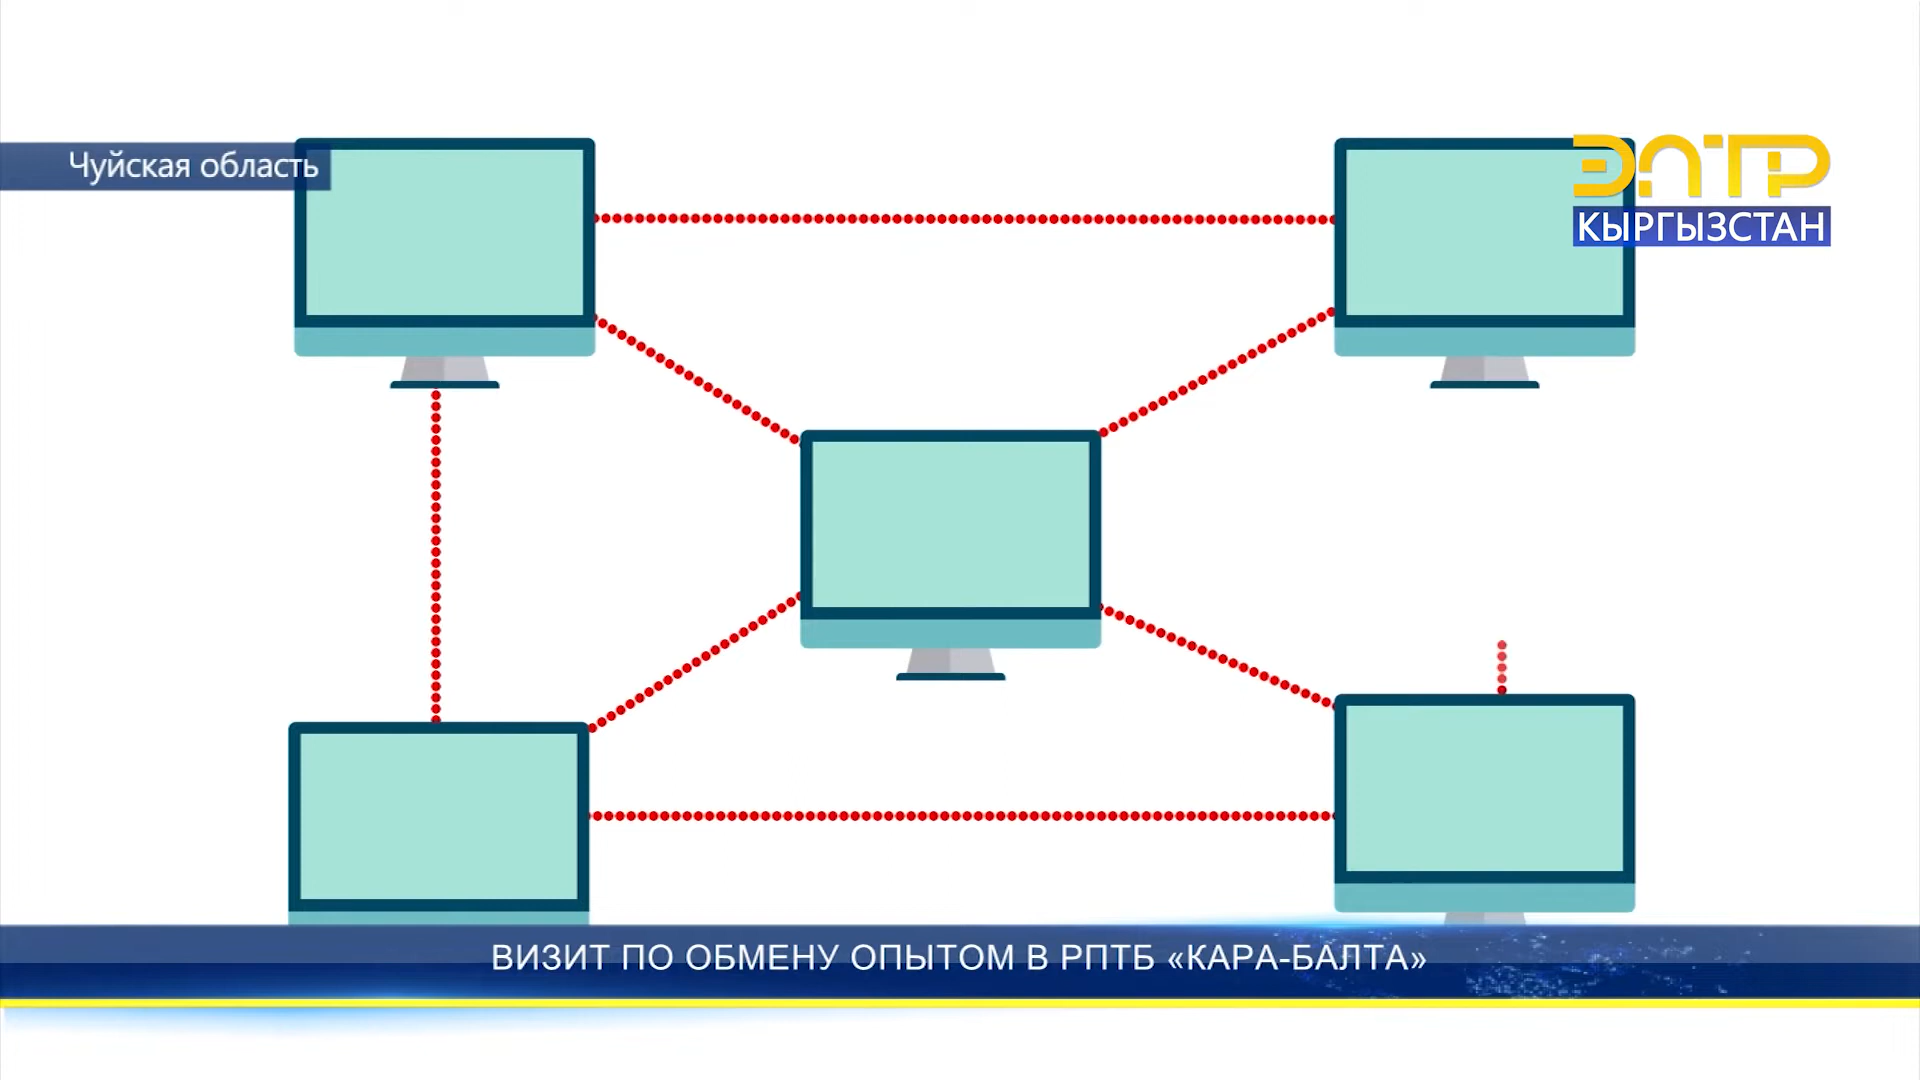 Чуйская область
ЭЛТР
КЫРГЫЗСТАН
ВИЗИТ ПО ОБМЕНУ ОПЫТОМ В РПТБ «КАРА-БАЛТА»